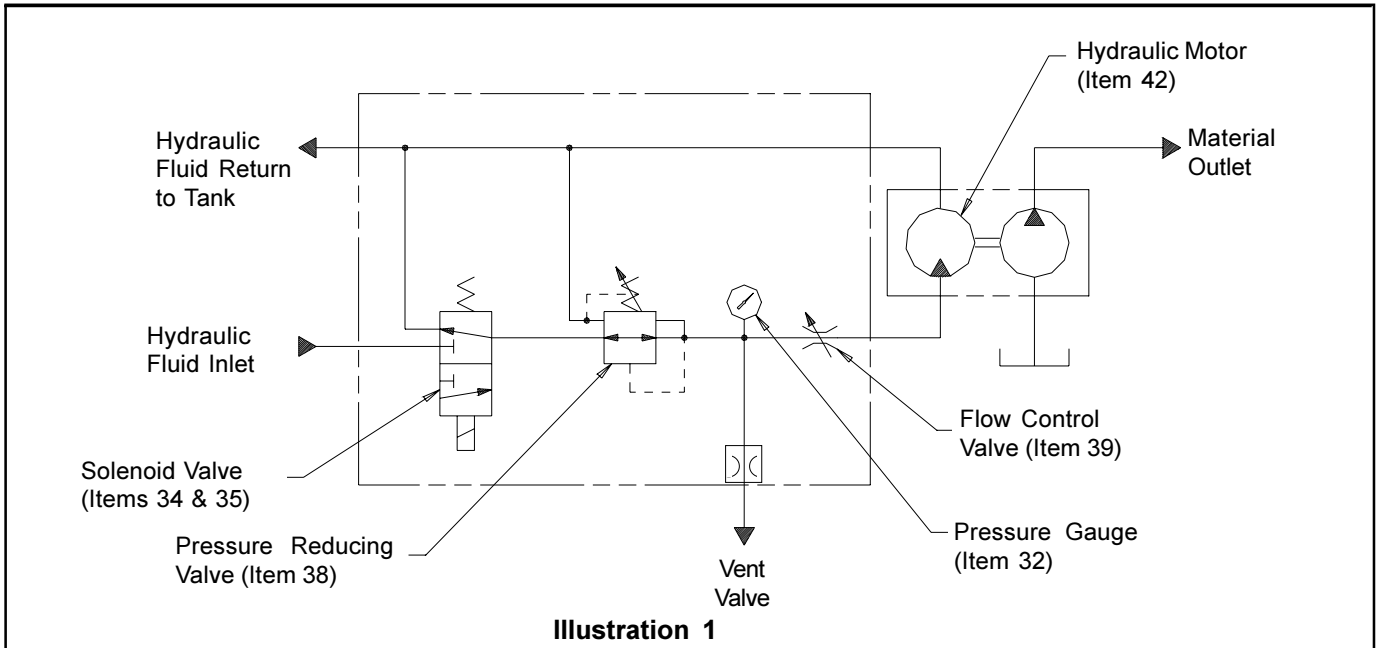 Hydraulic Motor
(Item 42)
Hydraulic
Fluid Return
to Tank
Material
Outlet
Hydraulic
Fluid Inlet
Solenoid Valve
(Items 34 & 35)
Pressure Reducing
Valve (Item 38)
Vent
Valve
Flow Control
Valve (Item 39)
Pressure Gauge
(Item 32)
Illustration 1